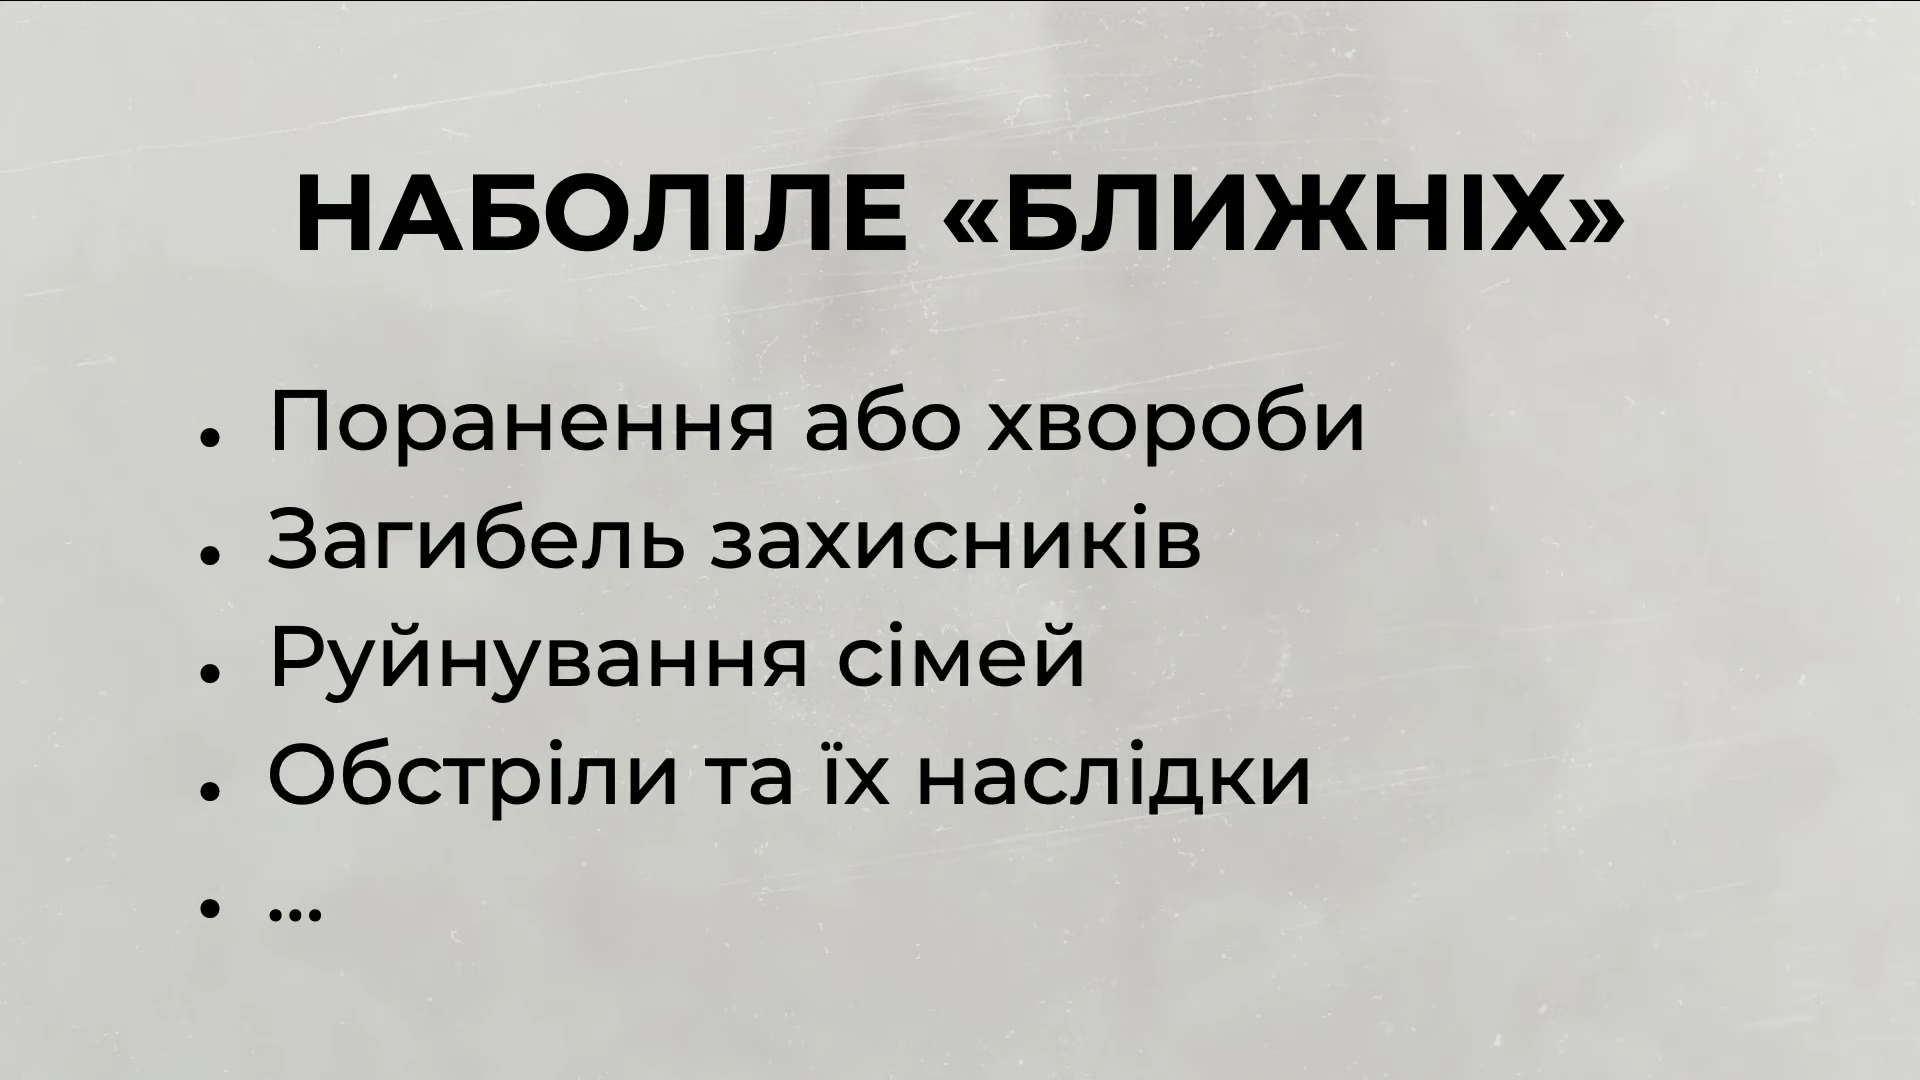 НАБОЛІЛЕ «БЛИЖНІХ»
• Поранення або хвороби
• Загибель захисників
• Руйнування сімей
• Обстріли та їх наслідки
• ...